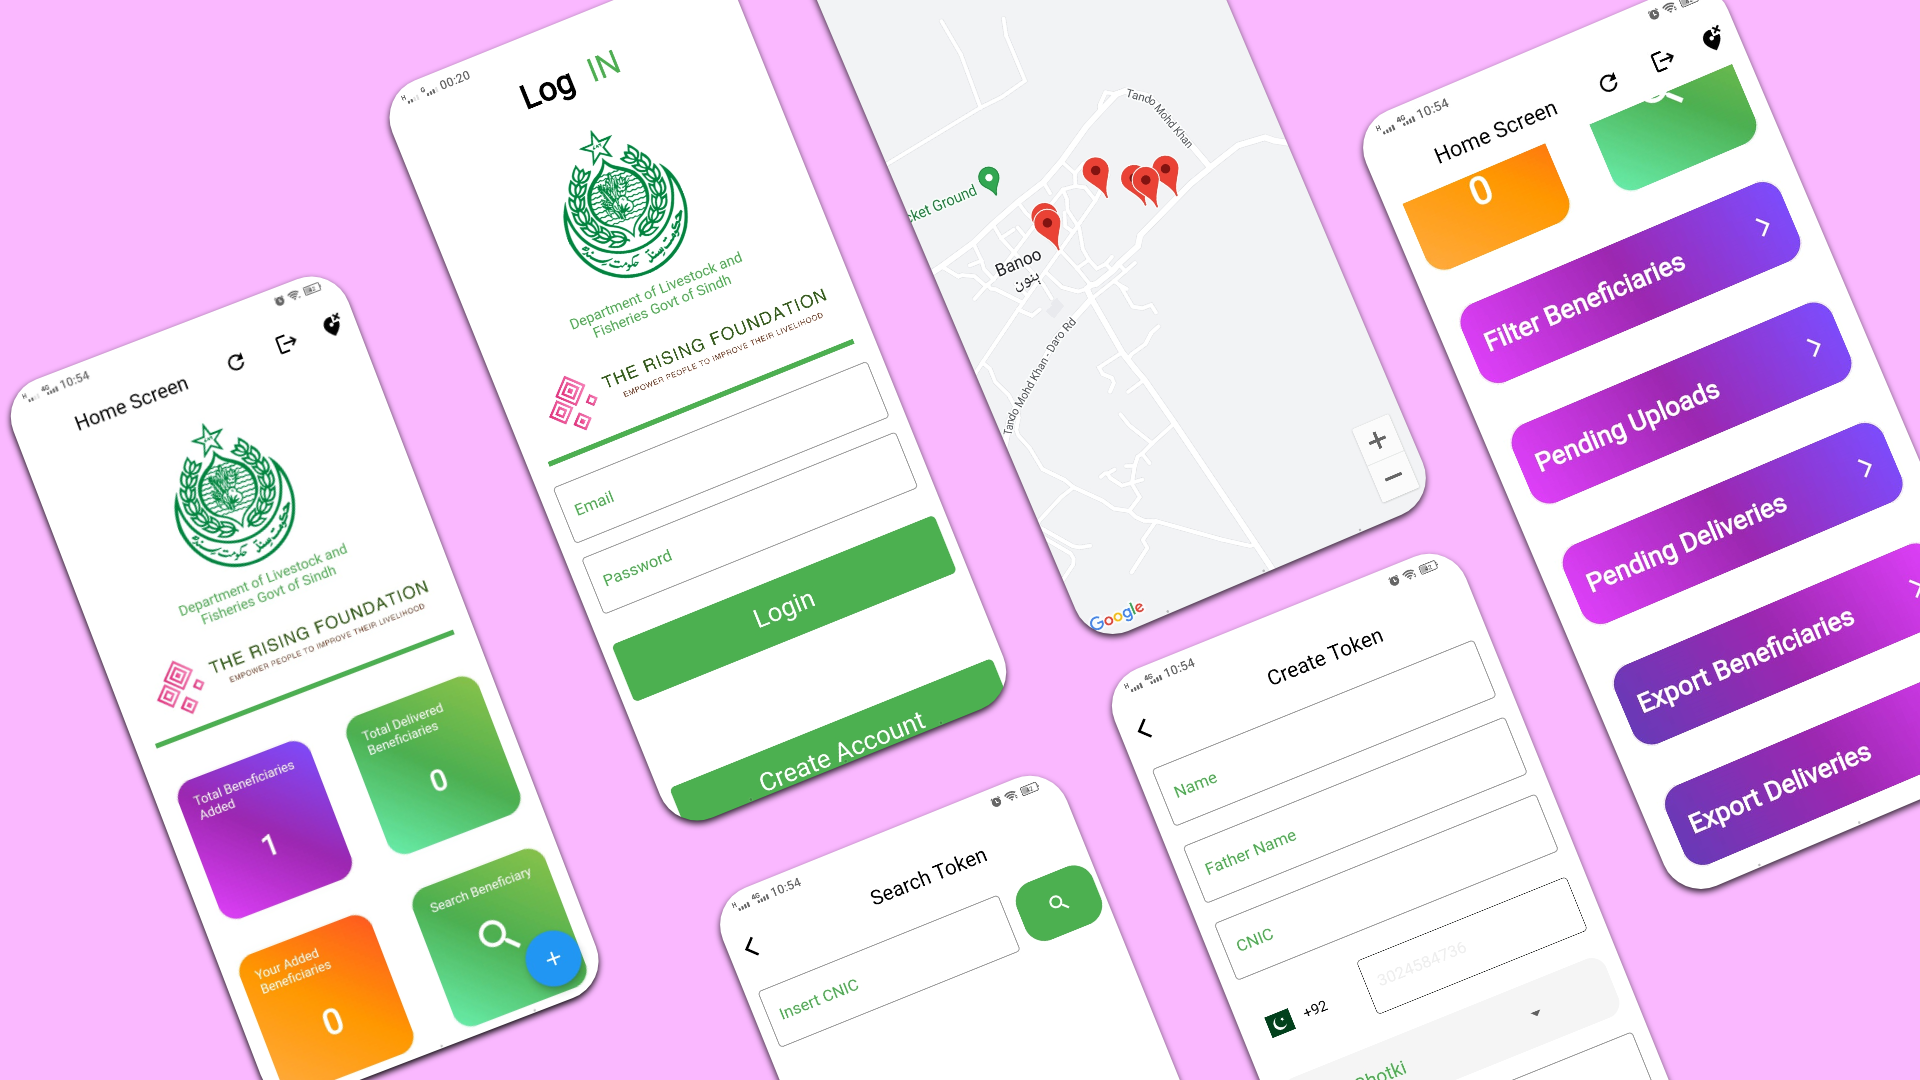 10:54
Home Screen
حکومت سنڌ حکومت سندھ
Department of Livestock and
Fisheries Govt of Sindh
THE RISING FOUNDATION
EMPOWER PEOPLE TO IMPROVE THEIR LIVELIHOOD
Total Beneficiaries
Added
1
Total Delivered
Beneficiaries
0
Your Added
Beneficiaries
0
Search Beneficiary
+
H 4G
00:20
Log IN
Department of Livestock and
Fisheries Govt of Sindh
THE RISING FOUNDATION
EMPOWER PEOPLE TO IMPROVE THEIR LIVELIHOOD
Email
Password
Login
Create Account
Tando Mohd Khan
cket Ground
Banoo
بنون
Tando Mohd Khan - Daro Rd
+
−
Google
10:54
Search Token
Insert CNIC
10:54
Create Token
Name
Father Name
CNIC
+92
3024584736
hotki
10:54
Home Screen
0
Filter Beneficiaries
Pending Uploads
Pending Deliveries
Export Beneficiaries
Export Deliveries